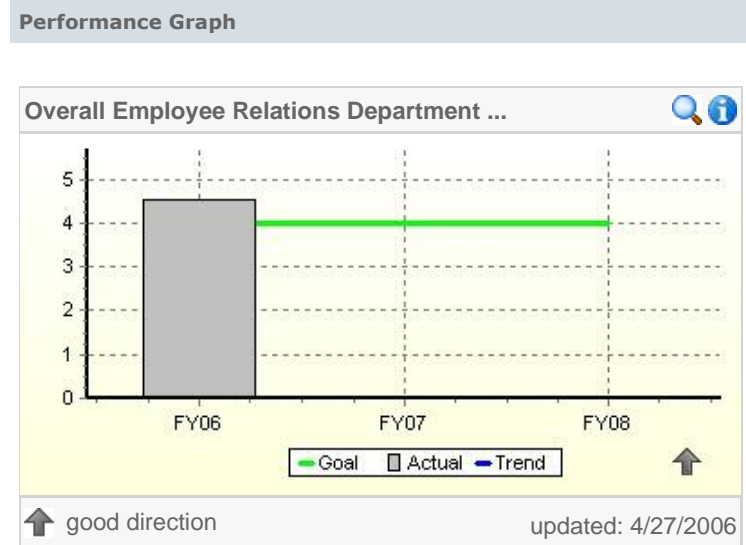 Performance Graph
Overall Employee Relations Department ...
5
4
3
2
1
0
FY06 FY07 FY08
Goal Actual Trend
good direction updated: 4/27/2006